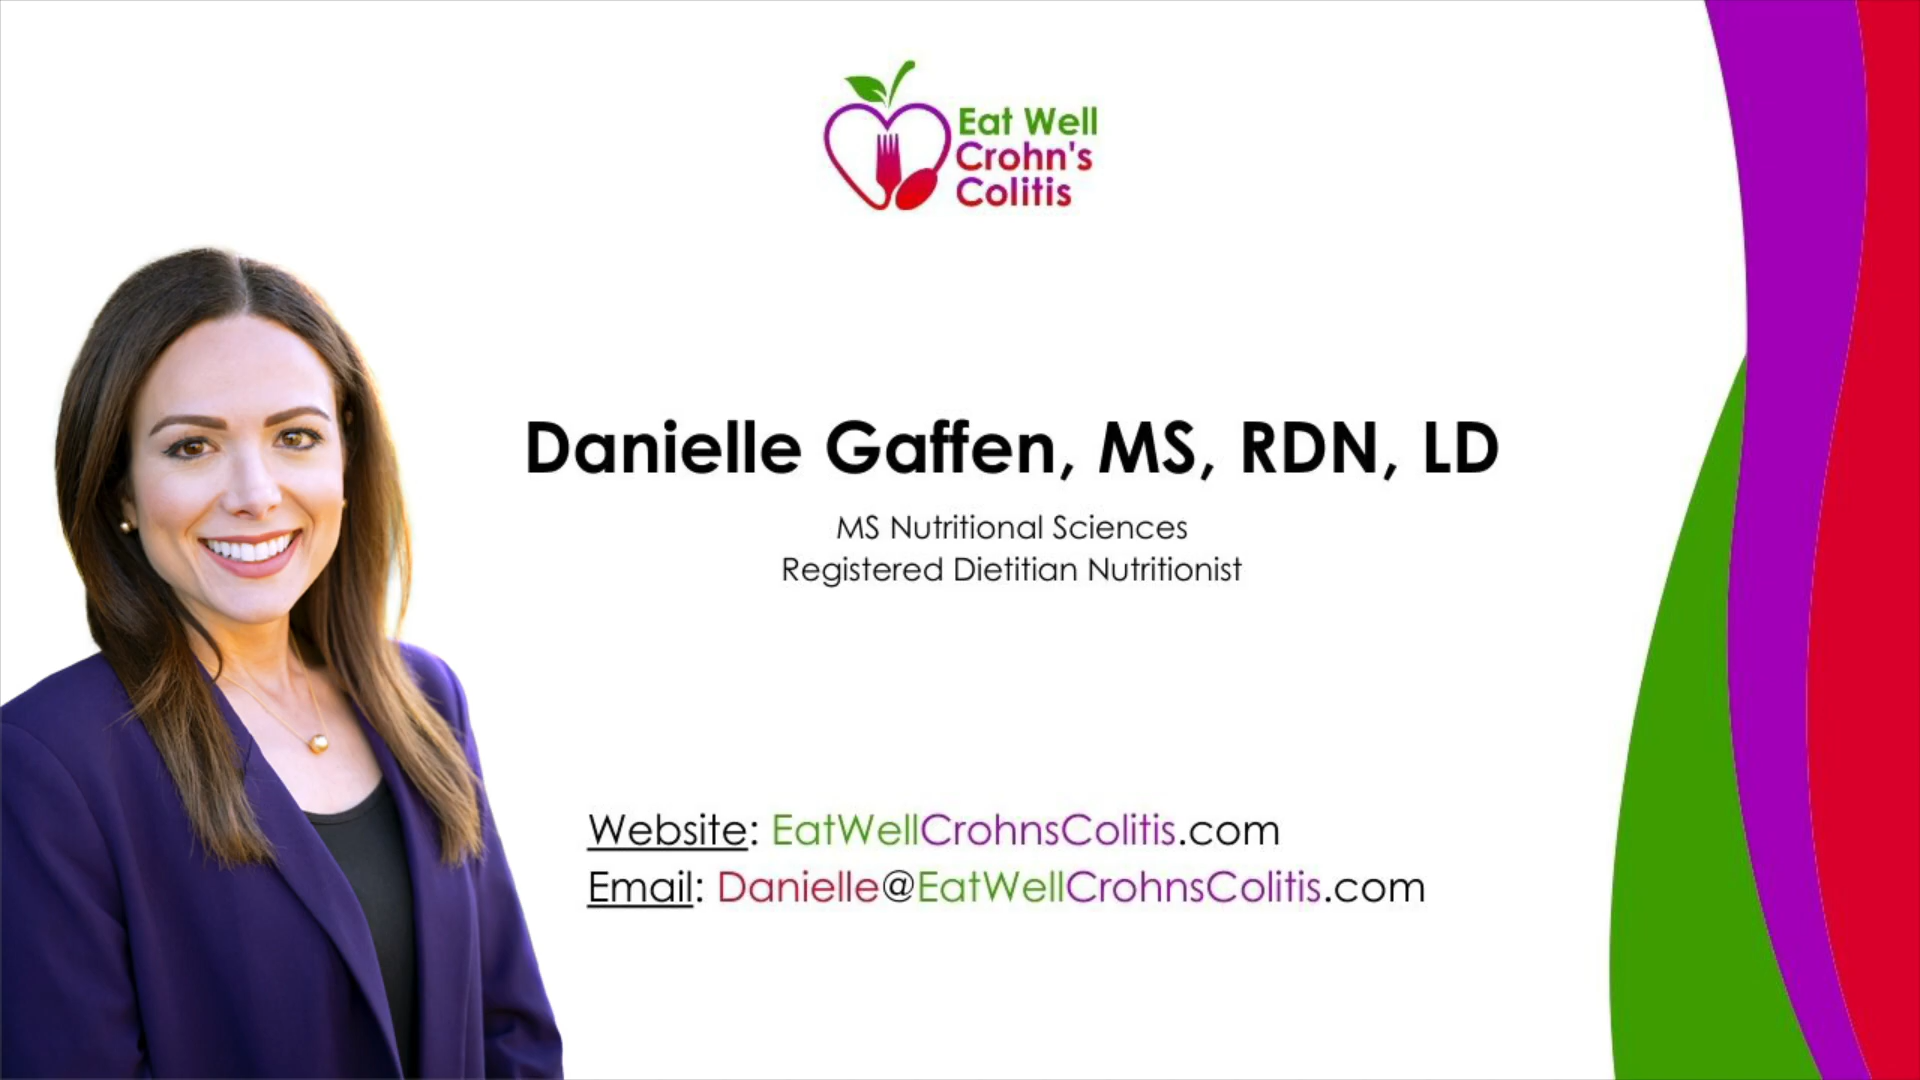 Eat Well
Crohn's
Colitis
Danielle Gaffen, MS, RDN, LD
MS Nutritional Sciences
Registered Dietitian Nutritionist
Website: EatWellCrohnsColitis.com
Email: Danielle@EatWellCrohnsColitis.com